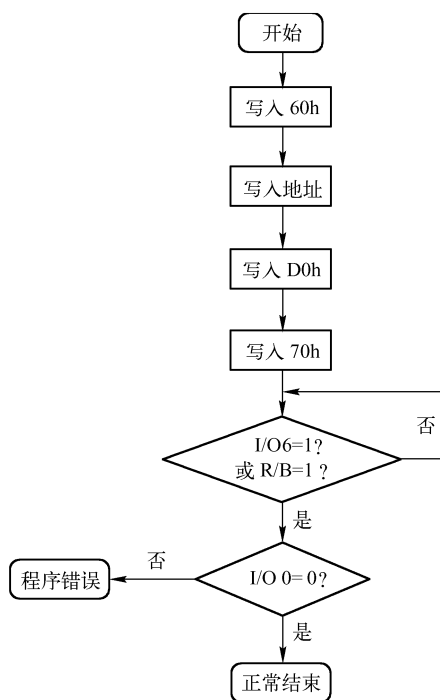 开始
写入 60h
写入地址
写入 D0h
写入 70h
I/O6=1?
或 R/B=1 ?
否
是
I/O 0= 0?
否
程序错误
是
正常结束